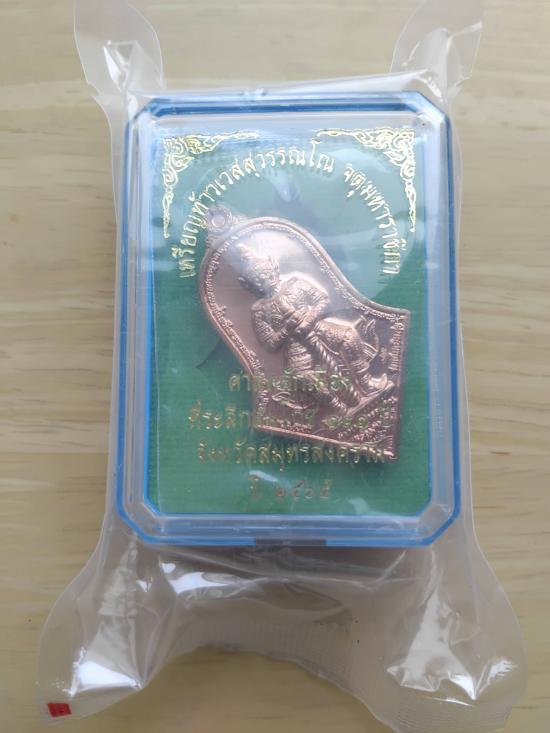 เหรียญท้าวเวสสุวรรณโณ จตุมหาราชิกา
ศาลหลักเมือง
ที่ระลึก ปี
จังหวัดสมุทรสงคราม
ปี ๒๕๖๕